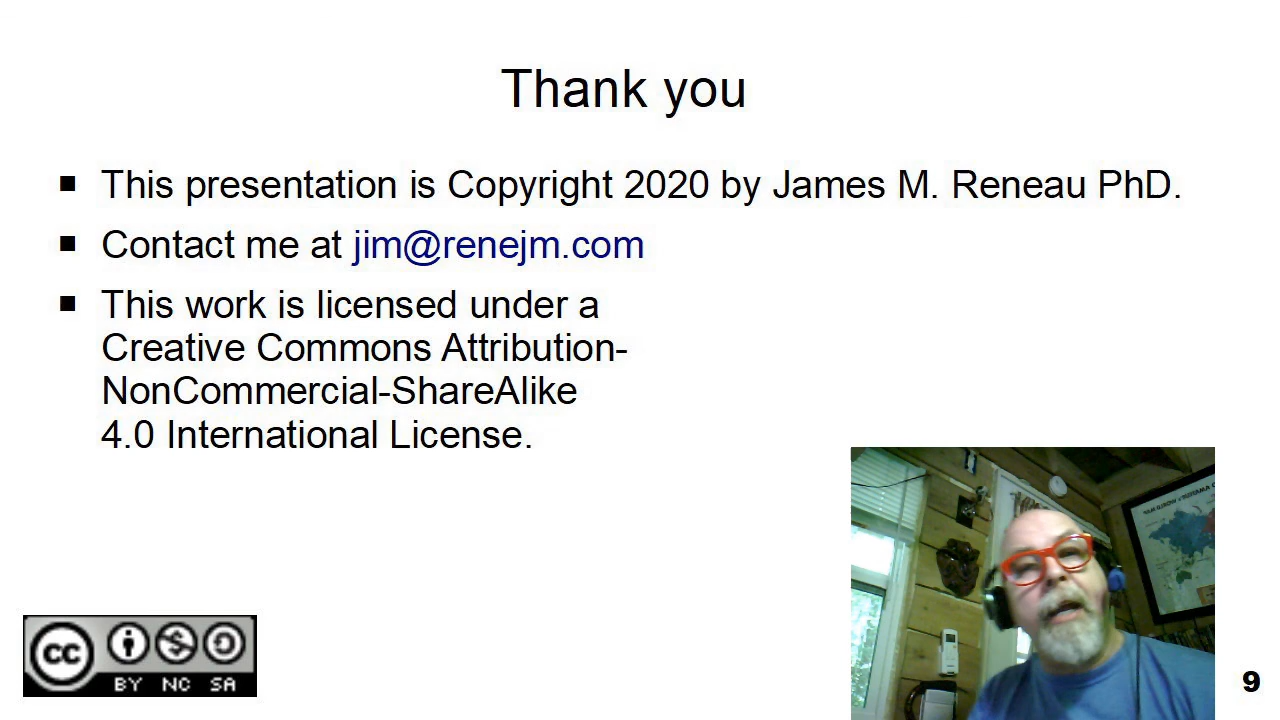 Thank you
This presentation is Copyright 2020 by James M. Reneau PhD.
Contact me at jim@renejm.com
This work is licensed under a
Creative Commons Attribution-
NonCommercial-ShareAlike
4.0 International License.
cc
BY NC SA
9